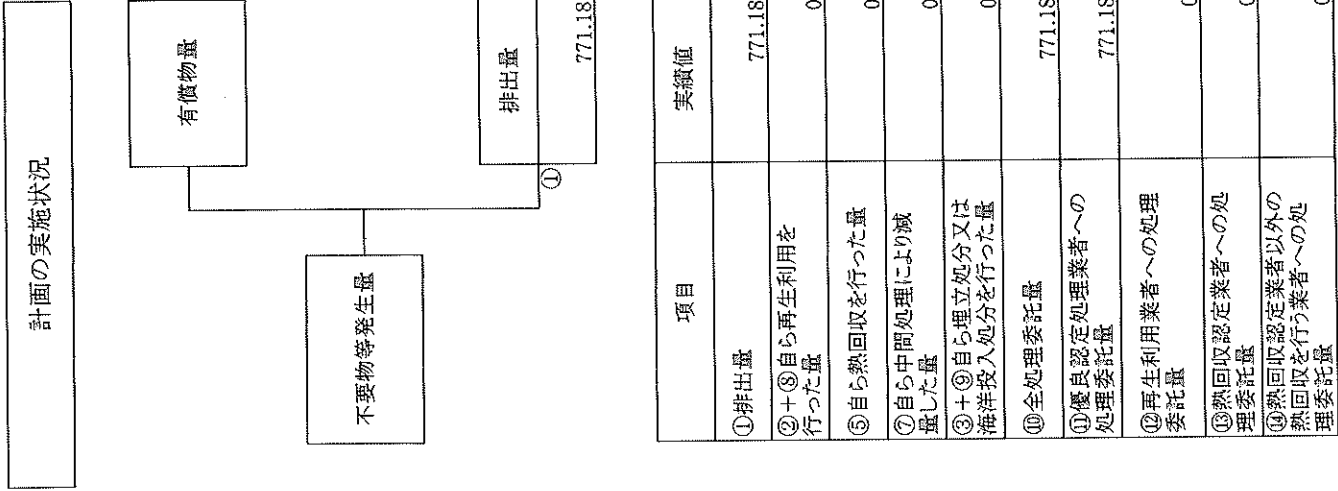 計画の実施状況
有償物量
不要物等発生量
排出量
①
771.18
項目
実績値
①排出量
771.18
②+⑧自ら再生利用を
行った量
0
⑤自ら熱回収を行った量
0
⑦自ら中間処理により減
量した量
0
③+⑨自ら埋立処分又は
海洋投入処分を行った量
0
⑩全処理委託量
771.18
⑪優良認定処理業者への
処理委託量
771.18
⑫再生利用業者への処理
委託量
0
⑬熱回収認定業者への処
理委託量
0
⑭熱回収認定業者以外の
熱回収を行う業者への処
理委託量
0